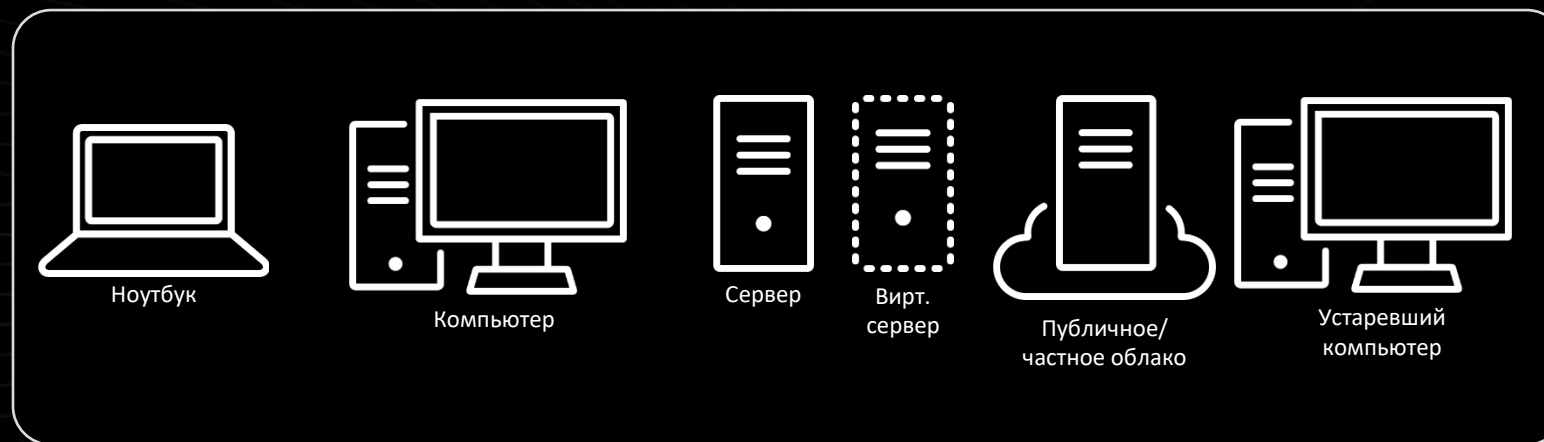 Ноутбук
Компьютер
Сервер
Вирт.
сервер
Публичное/
частное облако
Устаревший
компьютер